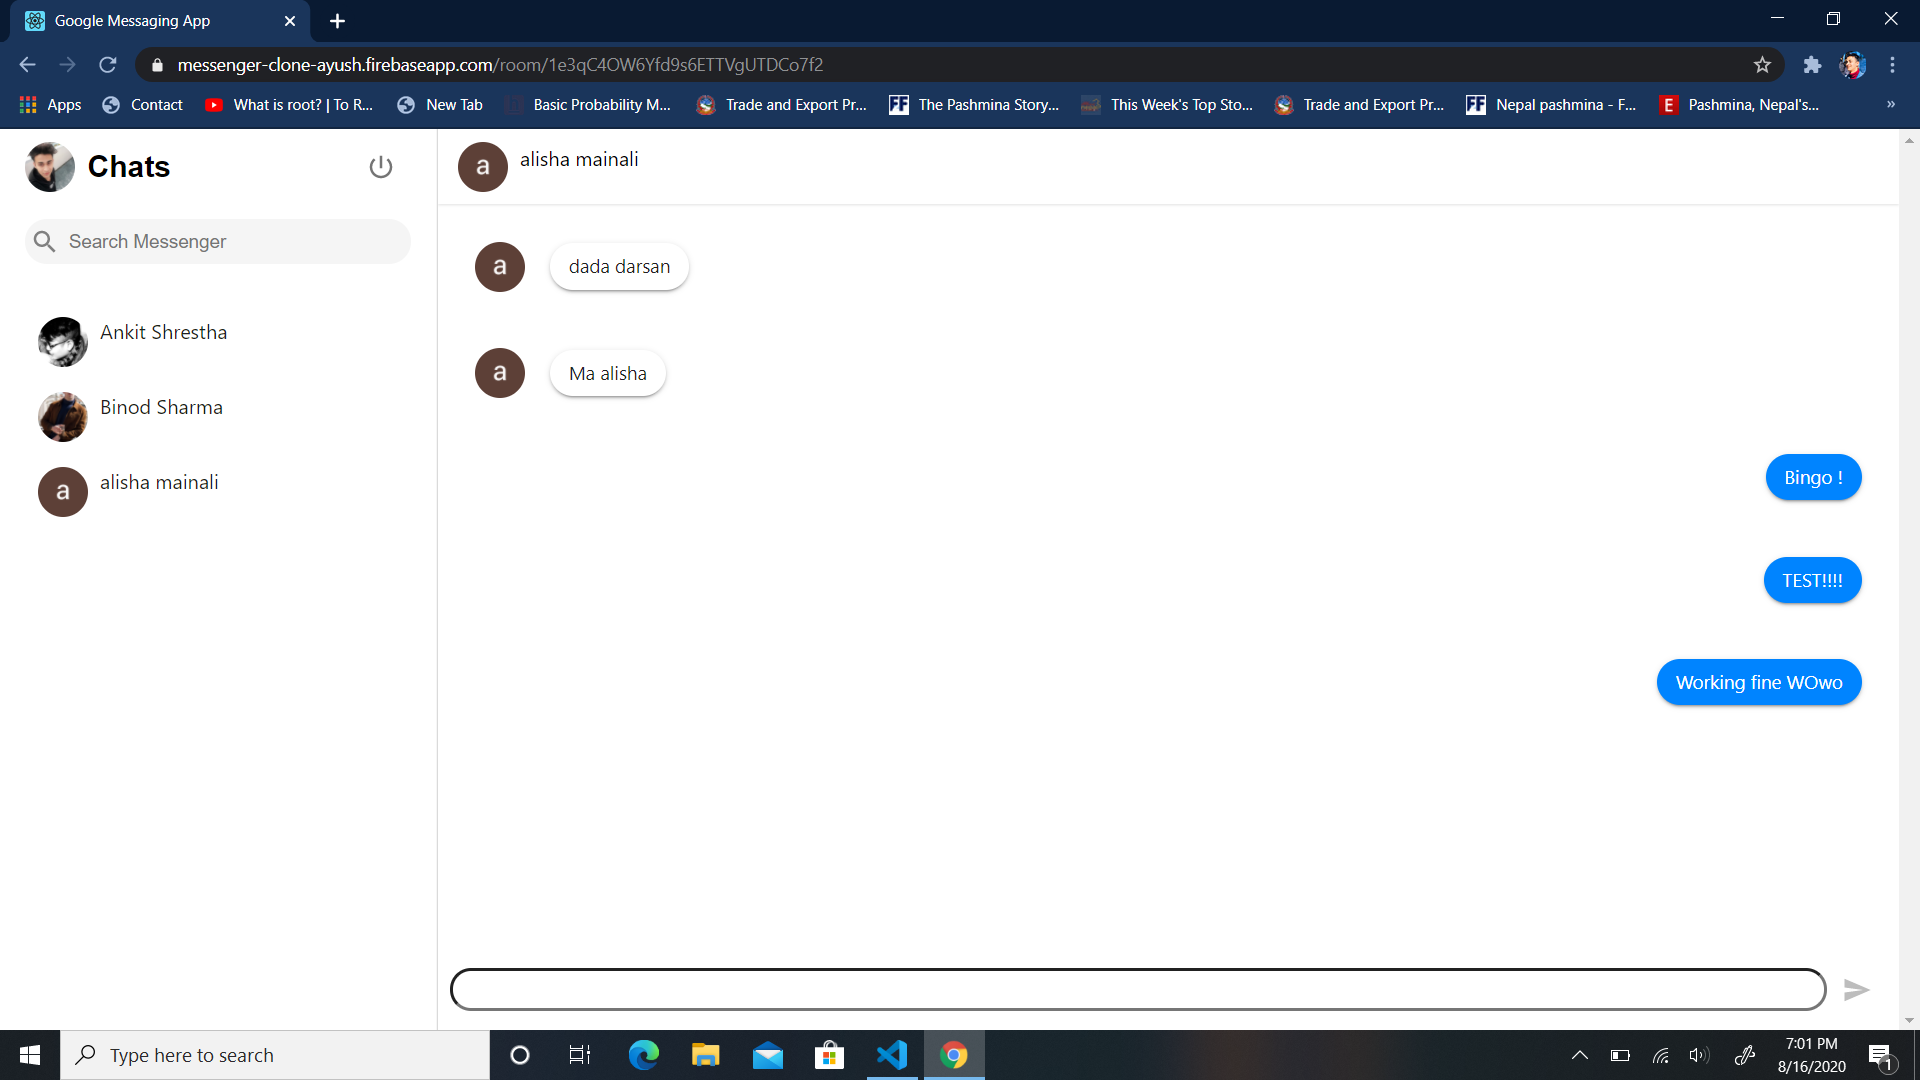 Google Messaging App
messenger-clone-ayush.firebaseapp.com/room/1e3qC4OW6Yfd9s6ETTVgUTDCo7f2
Apps Contact What is root? | To R... New Tab Basic Probability M... Trade and Export Pr... The Pashmina Story... This Week's Top Sto... Trade and Export Pr... Nepal pashmina - F... Pashmina, Nepal's... »
Chats
Search Messenger
Ankit Shrestha
Binod Sharma
a alisha mainali
a alisha mainali
a dada darsan
a Ma alisha
Bingo !
TEST!!!!
Working fine WOwo
Type here to search
7:01 PM
8/16/2020
1